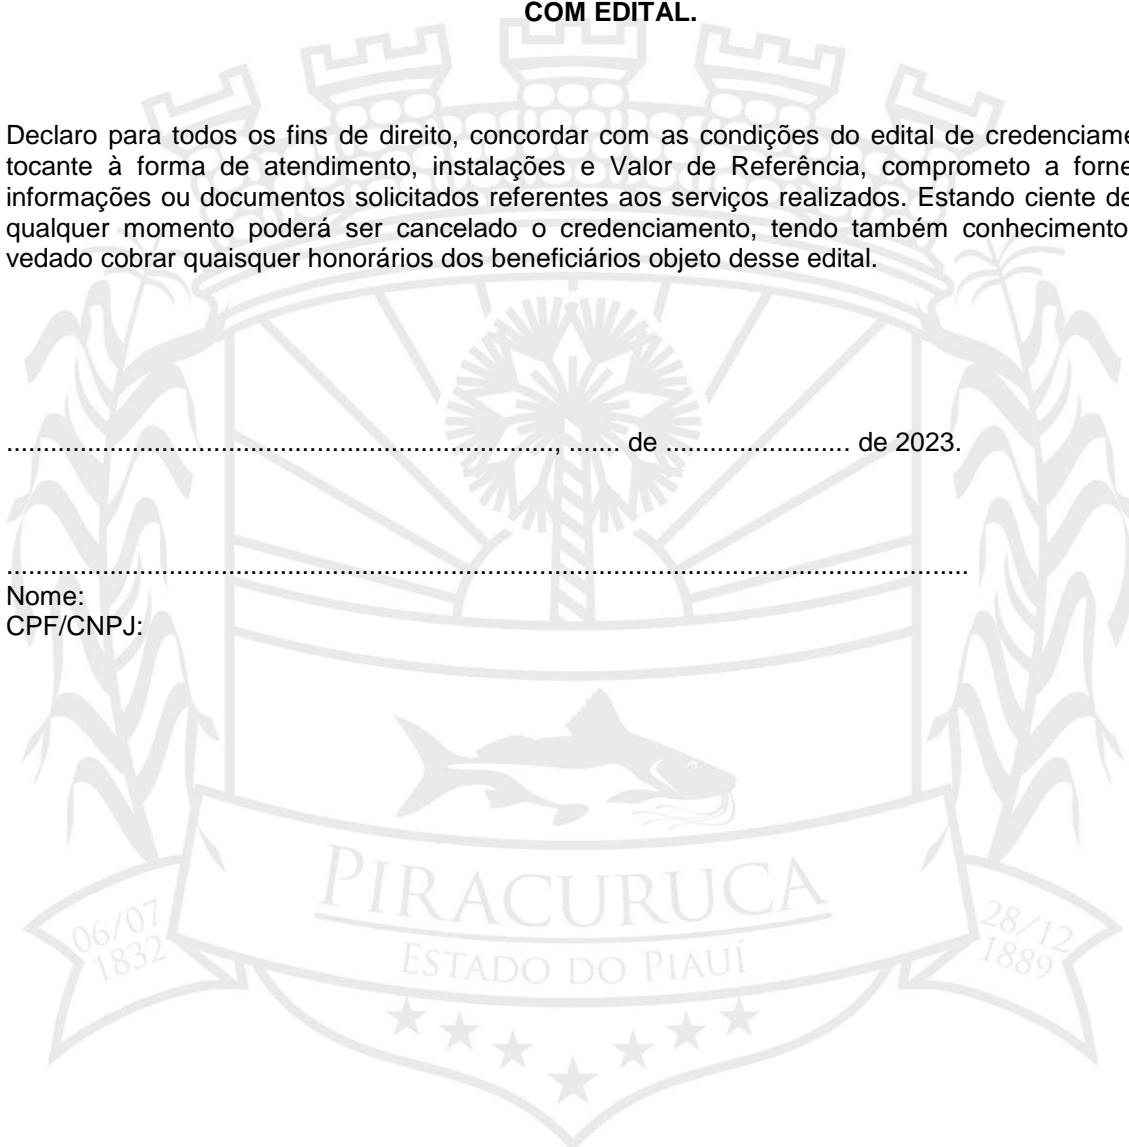 COM EDITAL.
Declaro para todos os fins de direito, concordar com as condições do edital de credenciame
tocante à forma de atendimento, instalações e Valor de Referência, comprometo a forne
informações ou documentos solicitados referentes aos serviços realizados. Estando ciente de
qualquer momento poderá ser cancelado o credenciamento, tendo também conhecimento
vedado cobrar quaisquer honorários dos beneficiários objeto desse edital.
.........................................................................., ....... de ......................... de 2023.
..................................................................................................................................
Nome:
CPF/CNPJ:
PIRACURUCA
06/07
1832
28/12
1889
ESTADO DO PIAUÍ